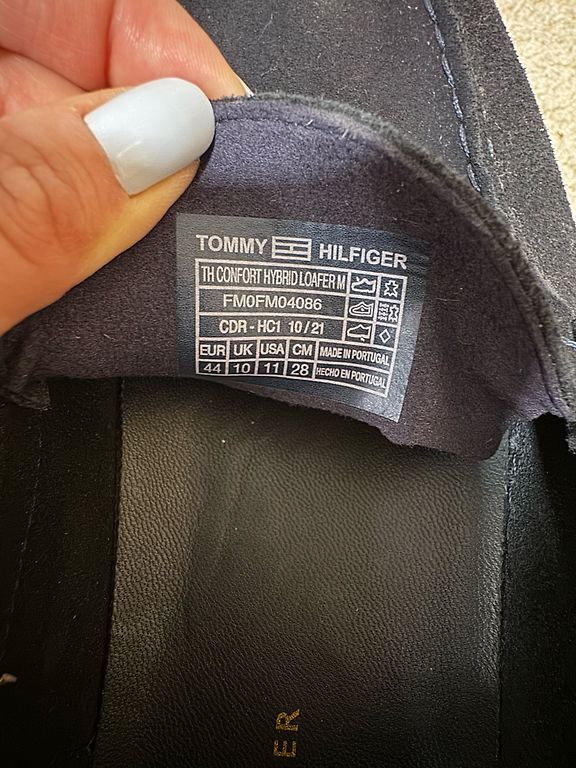 TOMMY HILFIGER
TH CONFORT HYBRID LOAFER M
FM0FM04086
CDR - HC1 10/21
EUR UK USA CM MADE IN PORTUGAL
44 10 11 28 HECHO EN PORTUGAL
ER